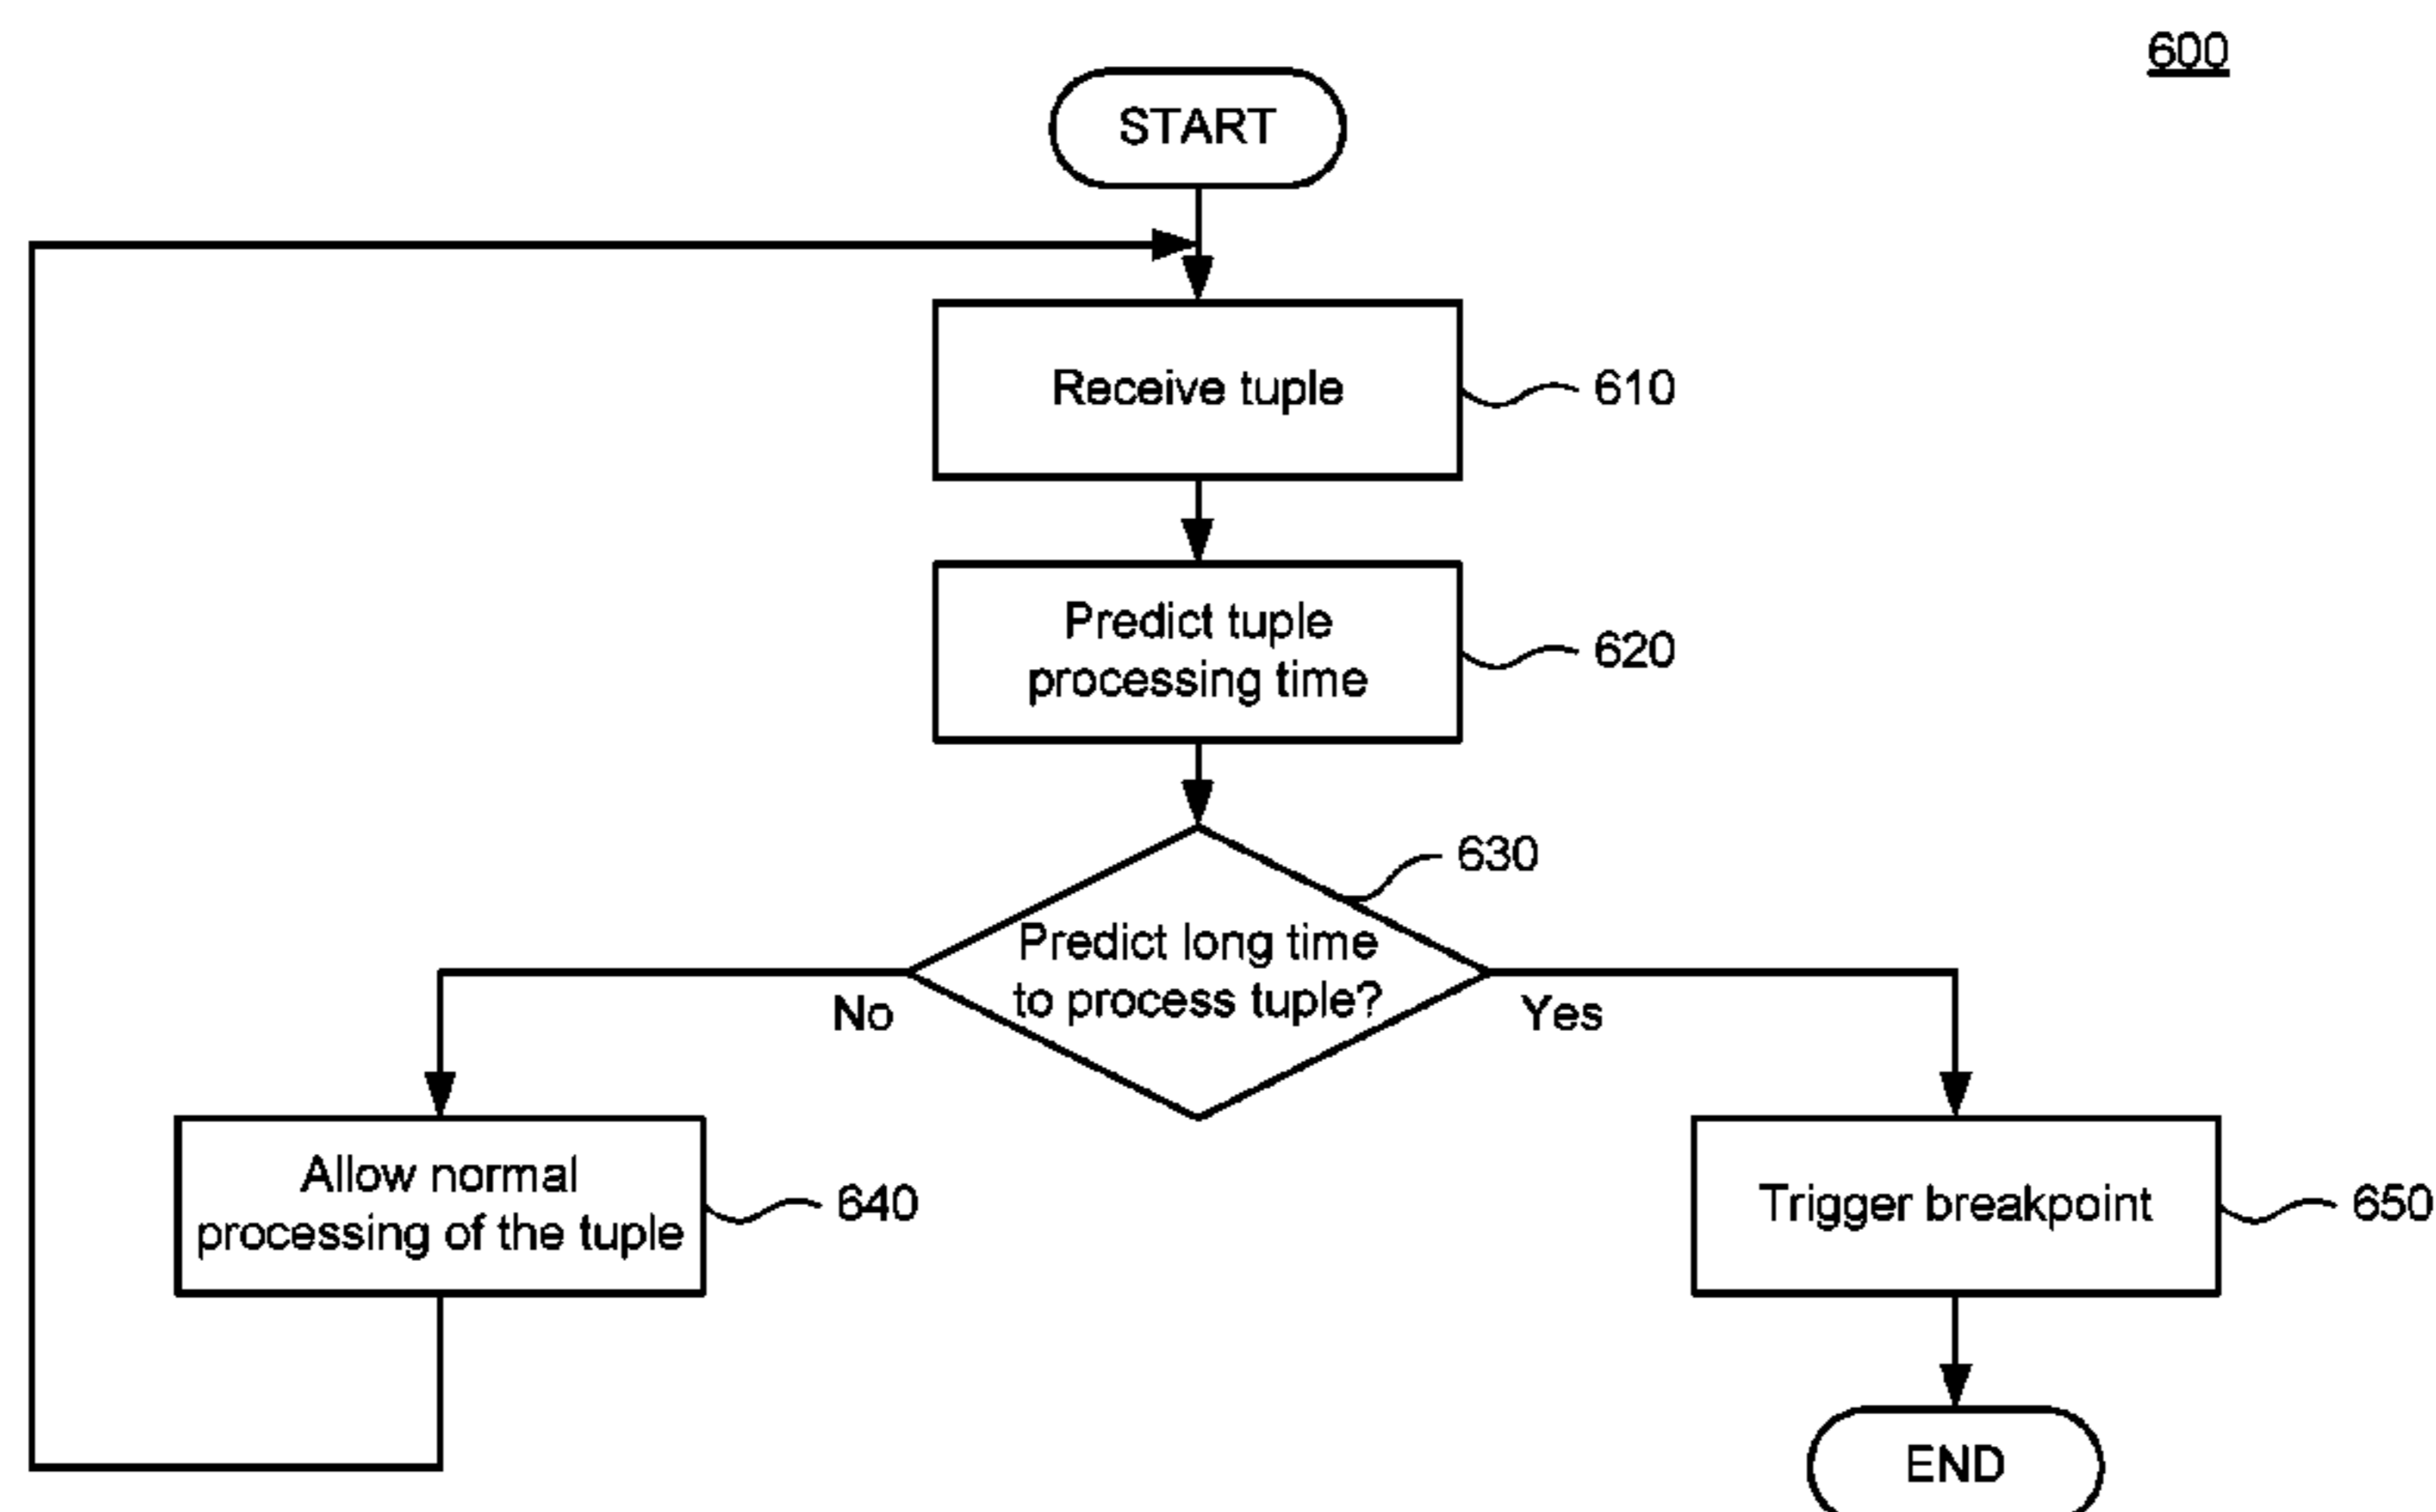 600
START
Receive tuple
610
Predict tuple
processing time
620
630
Predict long time
to process tuple?
No
Yes
Allow normal
processing of the tuple
640
Trigger breakpoint
650
END